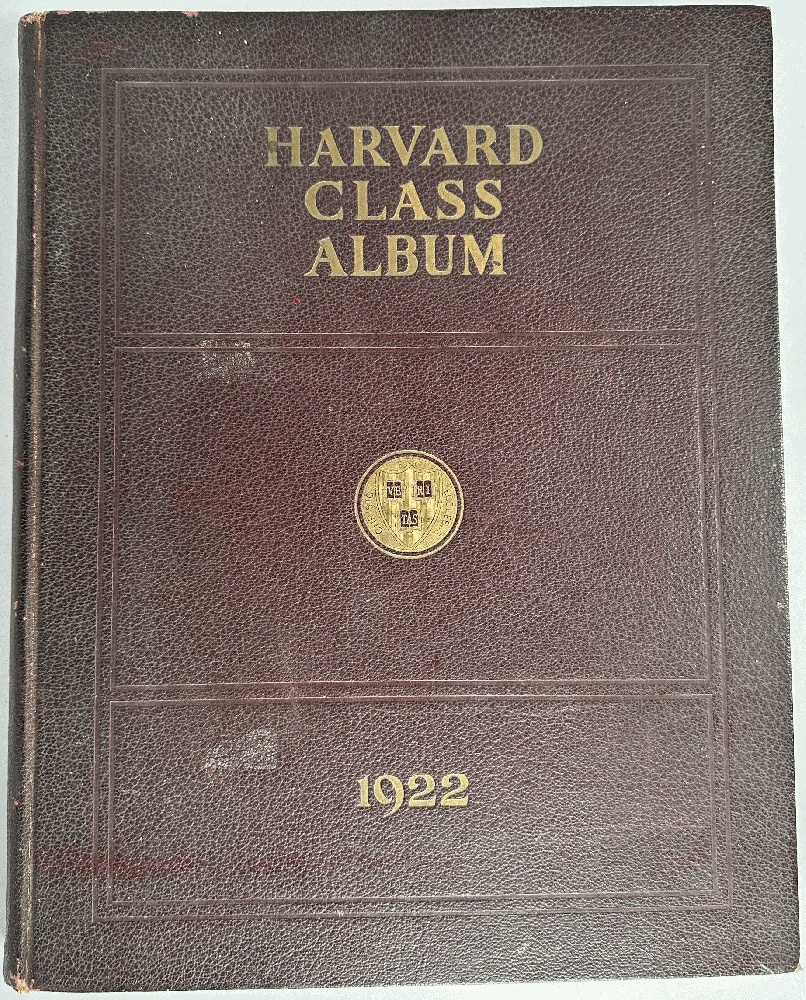 HARVARD
CLASS
ALBUM
VE RI
TAS
1922